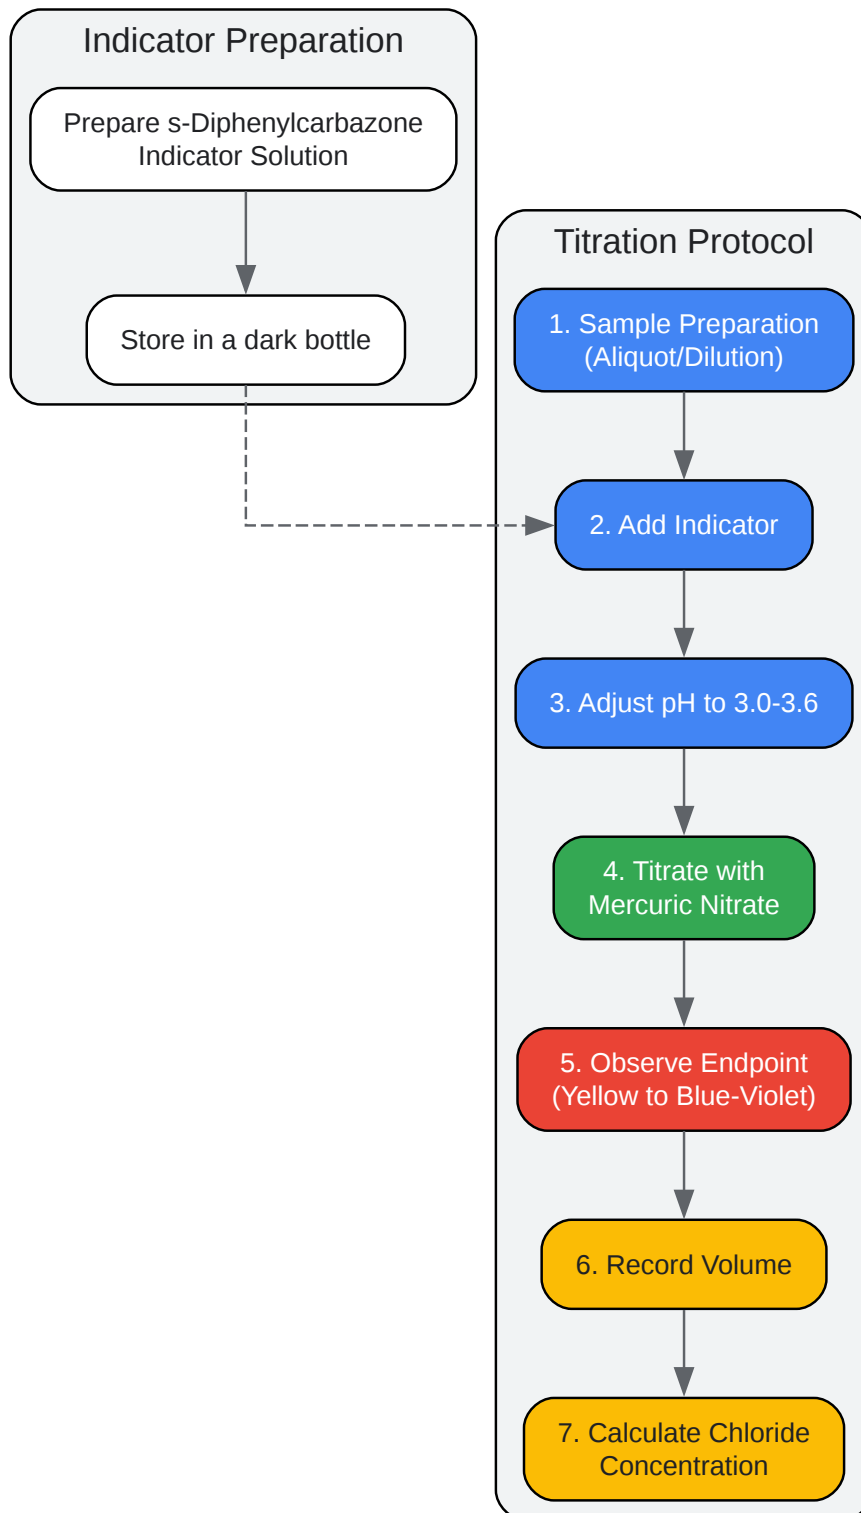 Indicator Preparation
Prepare s-Diphenylcarbazone
Indicator Solution
Store in a dark bottle
Titration Protocol
1. Sample Preparation
(Aliquot/Dilution)
2. Add Indicator
3. Adjust pH to 3.0-3.6
4. Titrate with
Mercuric Nitrate
5. Observe Endpoint
(Yellow to Blue-Violet)
6. Record Volume
7. Calculate Chloride
Concentration